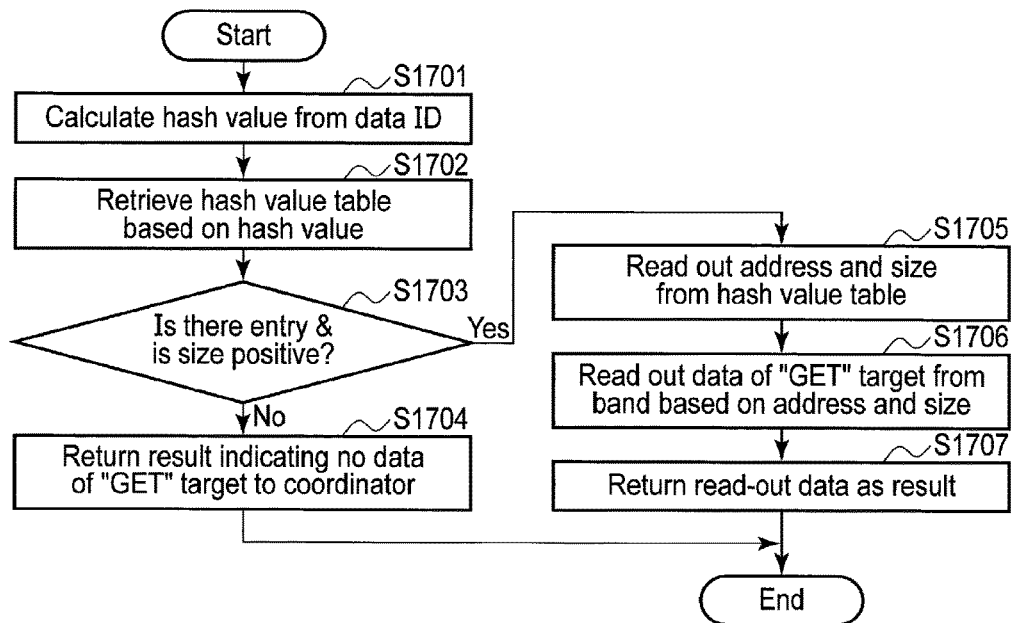 Start
S1701
Calculate hash value from data ID
S1702
Retrieve hash value table
based on hash value
S1703
Is there entry &
is size positive?
Yes
No
S1704
Return result indicating no data
of "GET" target to coordinator
S1705
Read out address and size
from hash value table
S1706
Read out data of "GET" target from
band based on address and size
S1707
Return read-out data as result
End